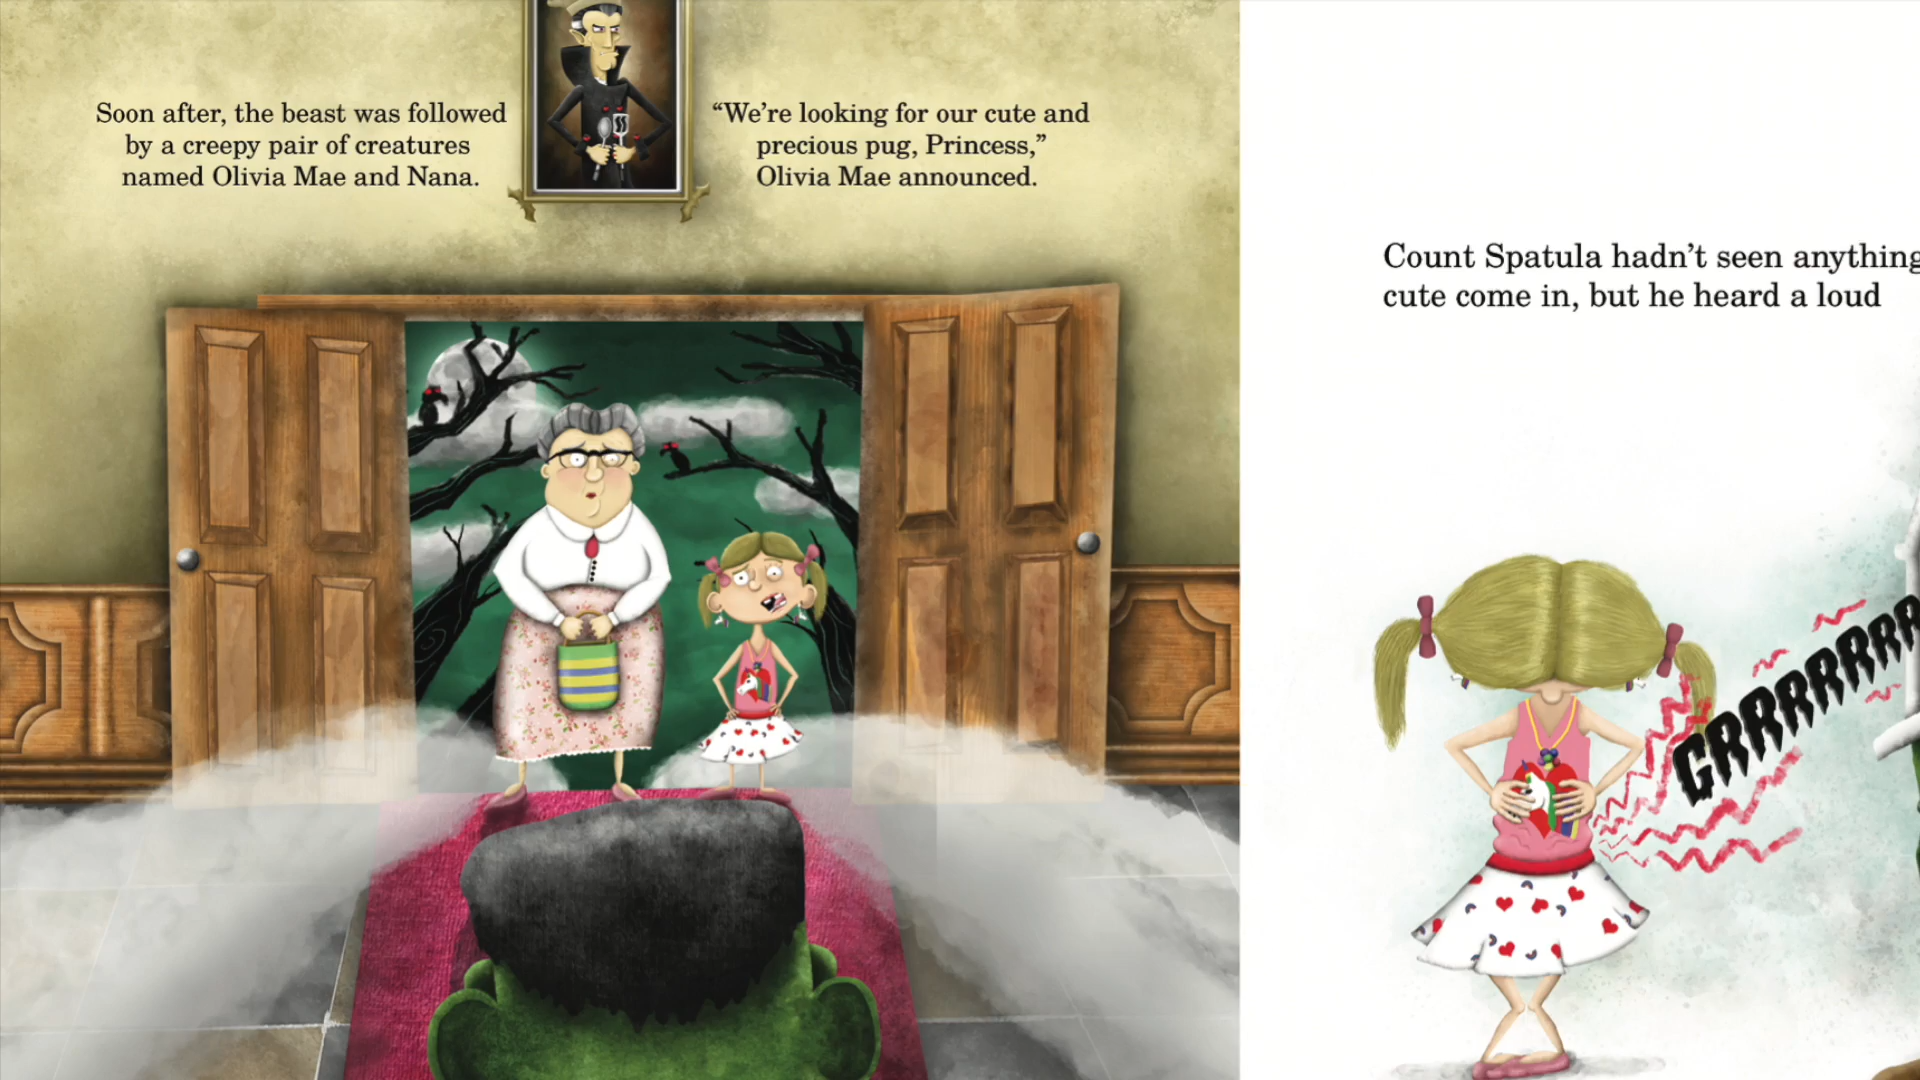 Soon after, the beast was followed
by a creepy pair of creatures
named Olivia Mae and Nana.
“We’re looking for our cute and
precious pug, Princess,”
Olivia Mae announced.
Count Spatula hadn’t seen anything
cute come in, but he heard a loud
GRRRRRRR